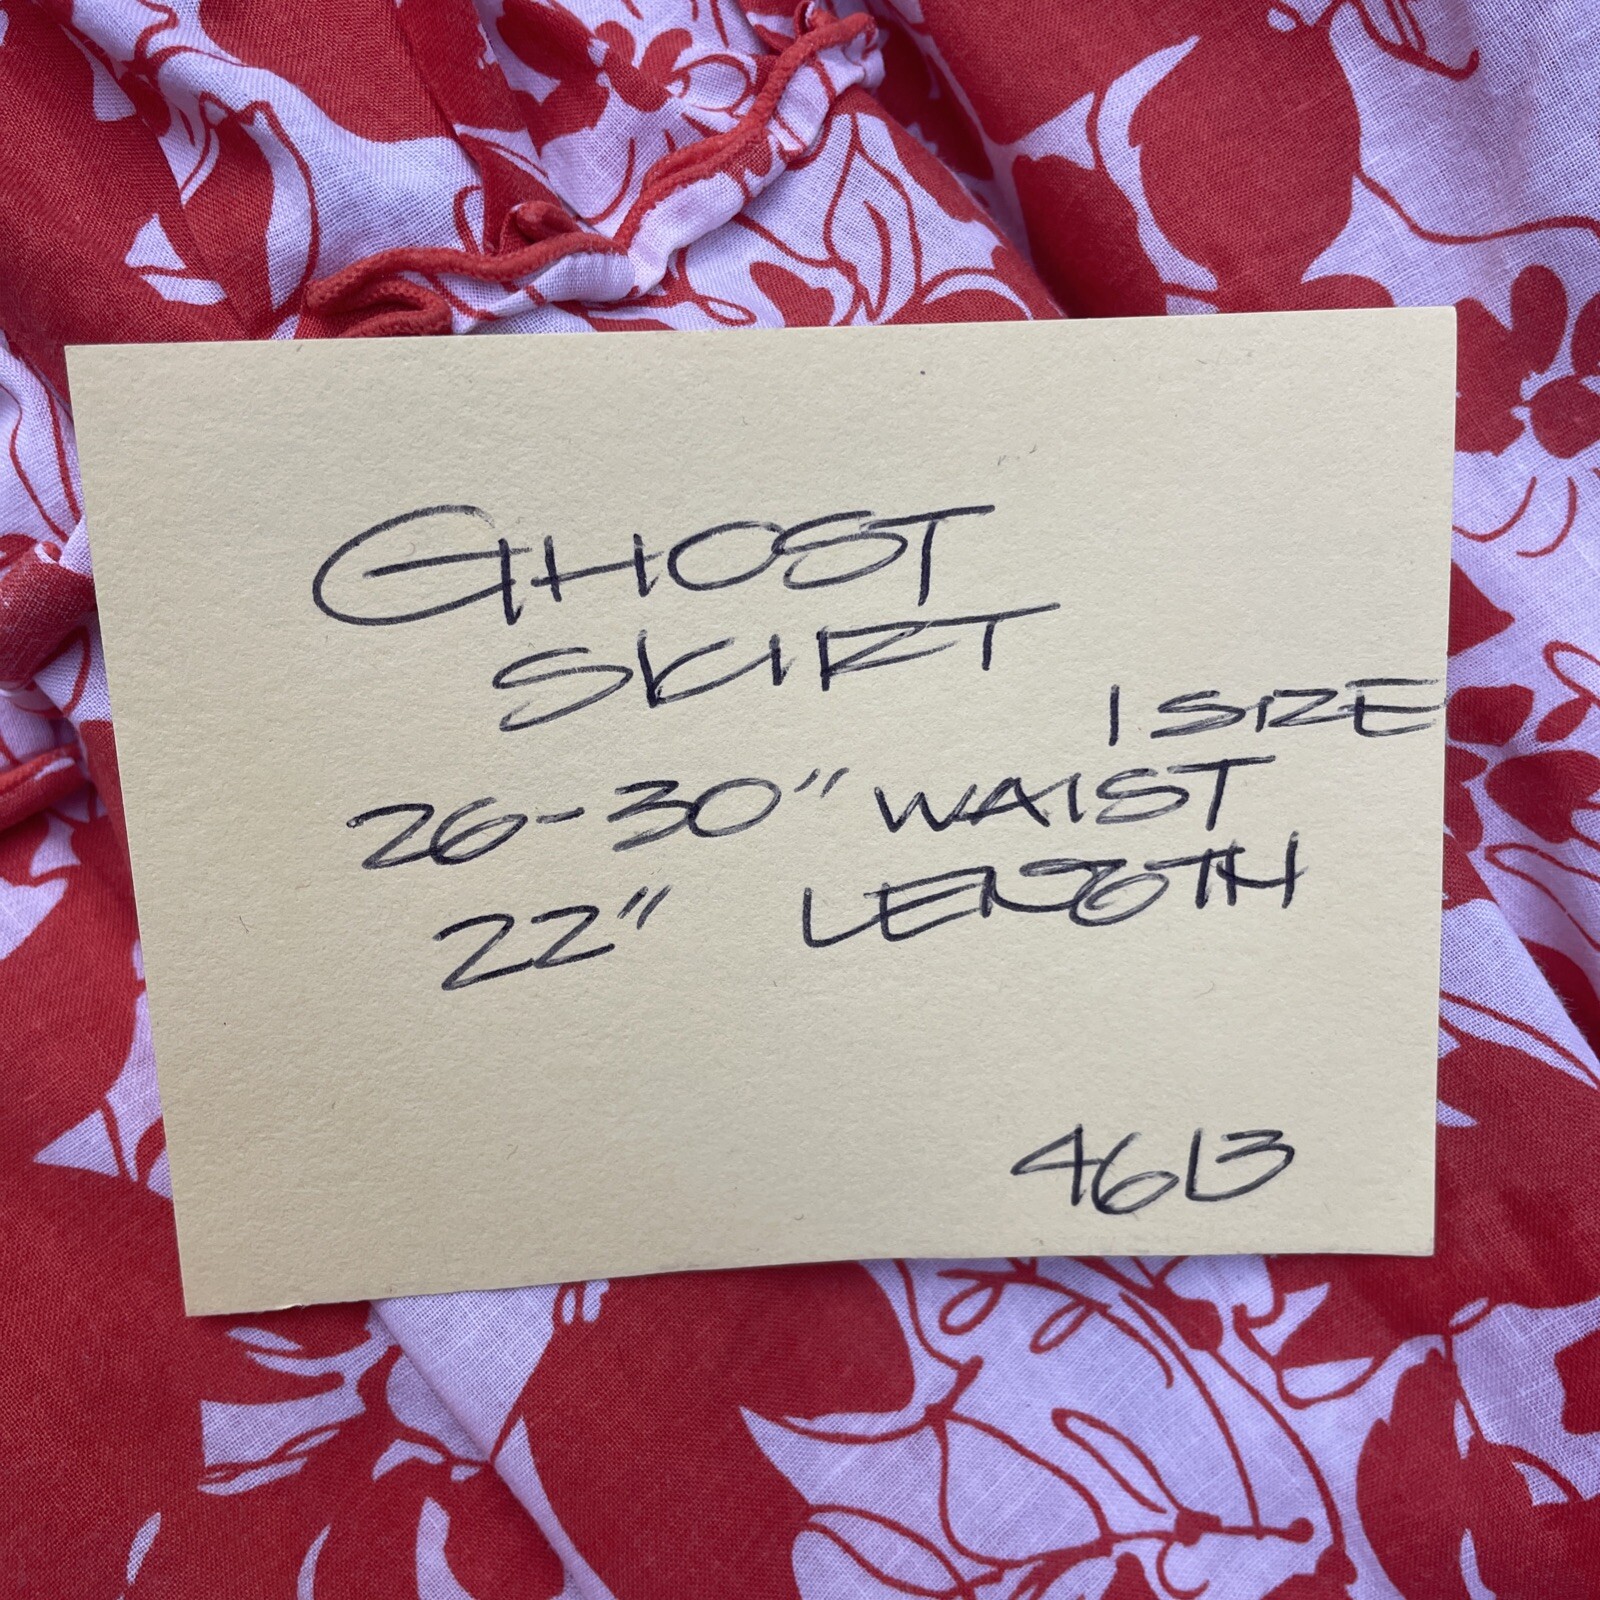 GHOST
SKIRT
1 SIZE
26-30" WAIST
22" LENGTH
4613